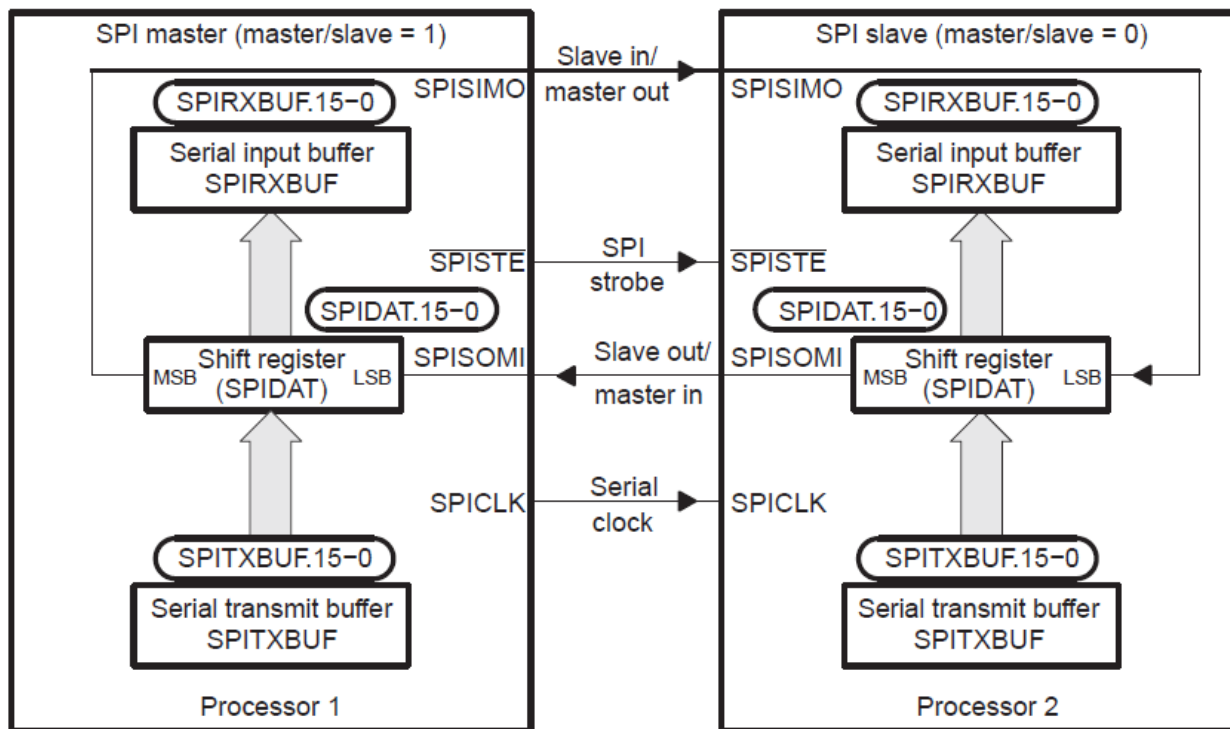 SPI master (master/slave = 1)
SPIRXBUF.15−0
SPISIMO
Serial input buffer
SPIRXBUF
SPISTE
SPIDAT.15−0
SPISOMI
MSB
Shift register
(SPIDAT)
LSB
SPICLK
SPITXBUF.15−0
Serial transmit buffer
SPITXBUF
Processor 1
Slave in/
master out
SPI
strobe
Slave out/
master in
Serial
clock
SPI slave (master/slave = 0)
SPISIMO
SPIRXBUF.15−0
Serial input buffer
SPIRXBUF
SPISTE
SPIDAT.15−0
SPISOMI
MSB
Shift register
(SPIDAT)
LSB
SPICLK
SPITXBUF.15−0
Serial transmit buffer
SPITXBUF
Processor 2